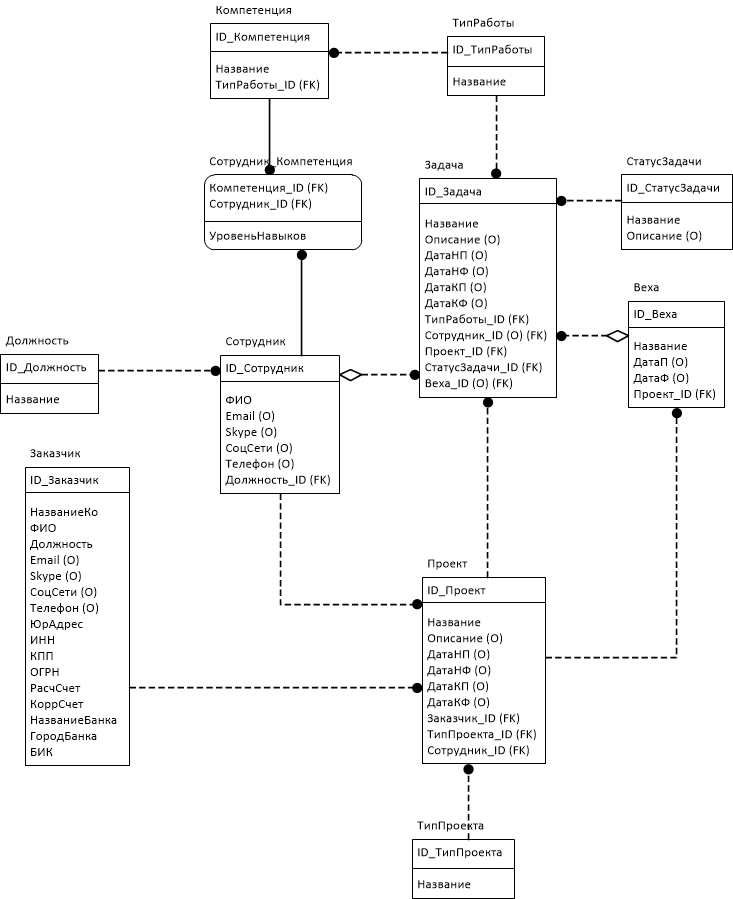 Компетенция
ID_Компетенция
Название
ТипРаботы_ID (FK)
ТипРаботы
ID_ТипРаботы
Название
Сотрудник_Компетенция
Компетенция_ID (FK)
Сотрудник_ID (FK)
УровеньНавыков
Задача
ID_Задача
Название
Описание (O)
ДатаНП (O)
ДатаНФ (O)
ДатаКП (O)
ДатаКФ (O)
ТипРаботы_ID (FK)
Сотрудник_ID (O) (FK)
Проект_ID (FK)
СтатусЗадачи_ID (FK)
Веха_ID (O) (FK)
СтатусЗадачи
ID_СтатусЗадачи
Название
Описание (O)
Веха
ID_Веха
Название
ДатаП (O)
ДатаФ (O)
Проект_ID (FK)
Должность
ID_Должность
Название
Сотрудник
ID_Сотрудник
ФИО
Email (O)
Skype (O)
СоцСети (O)
Телефон (O)
Должность_ID (FK)
Заказчик
ID_Заказчик
НазваниеКо
ФИО
Должность
Email (O)
Skype (O)
СоцСети (O)
Телефон (O)
ЮрАдрес
ИНН
КПП
ОГРН
РасчСчет
КоррСчет
НазваниеБанка
ГородБанка
БИК
Проект
ID_Проект
Название
Описание (O)
ДатаНП (O)
ДатаНФ (O)
ДатаКП (O)
ДатаКФ (O)
Заказчик_ID (FK)
ТипПроекта_ID (FK)
Сотрудник_ID (FK)
ТипПроекта
ID_ТипПроекта
Название